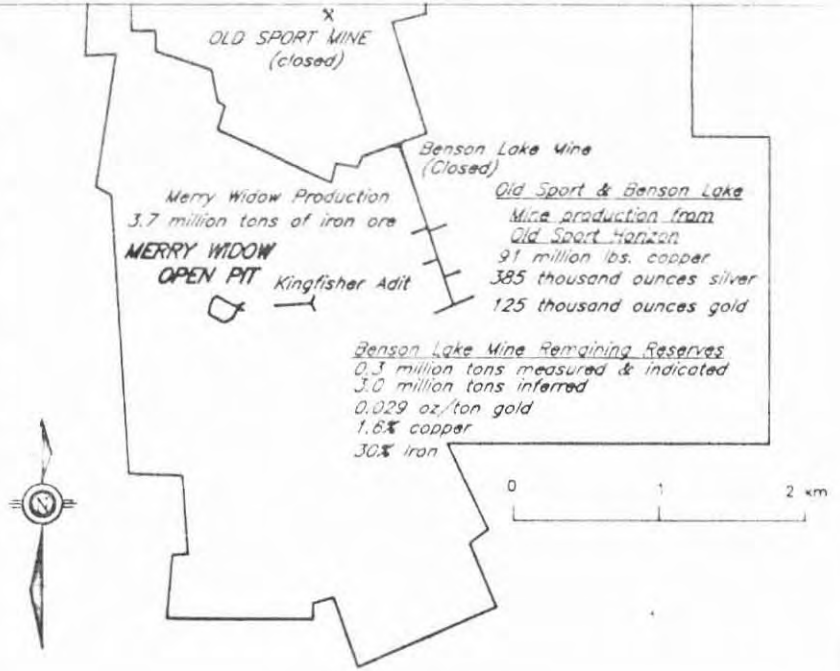 OLD SPORT MINE
(closed)
Benson Lake Mine
(Closed)
Merry Widow Production
3.7 million tons of iron ore
MERRY WIDOW
OPEN PIT
Kingfisher Adit
Old Sport & Benson Lake
Mine production from
Old Sport Horizon
91 million lbs. copper
385 thousand ounces silver
125 thousand ounces gold
Benson Lake Mine Remaining Reserves
0.3 million tons measured & indicated
3.0 million tons inferred
0.029 oz/ton gold
1.6% copper
30% iron
N
0 1 2 km